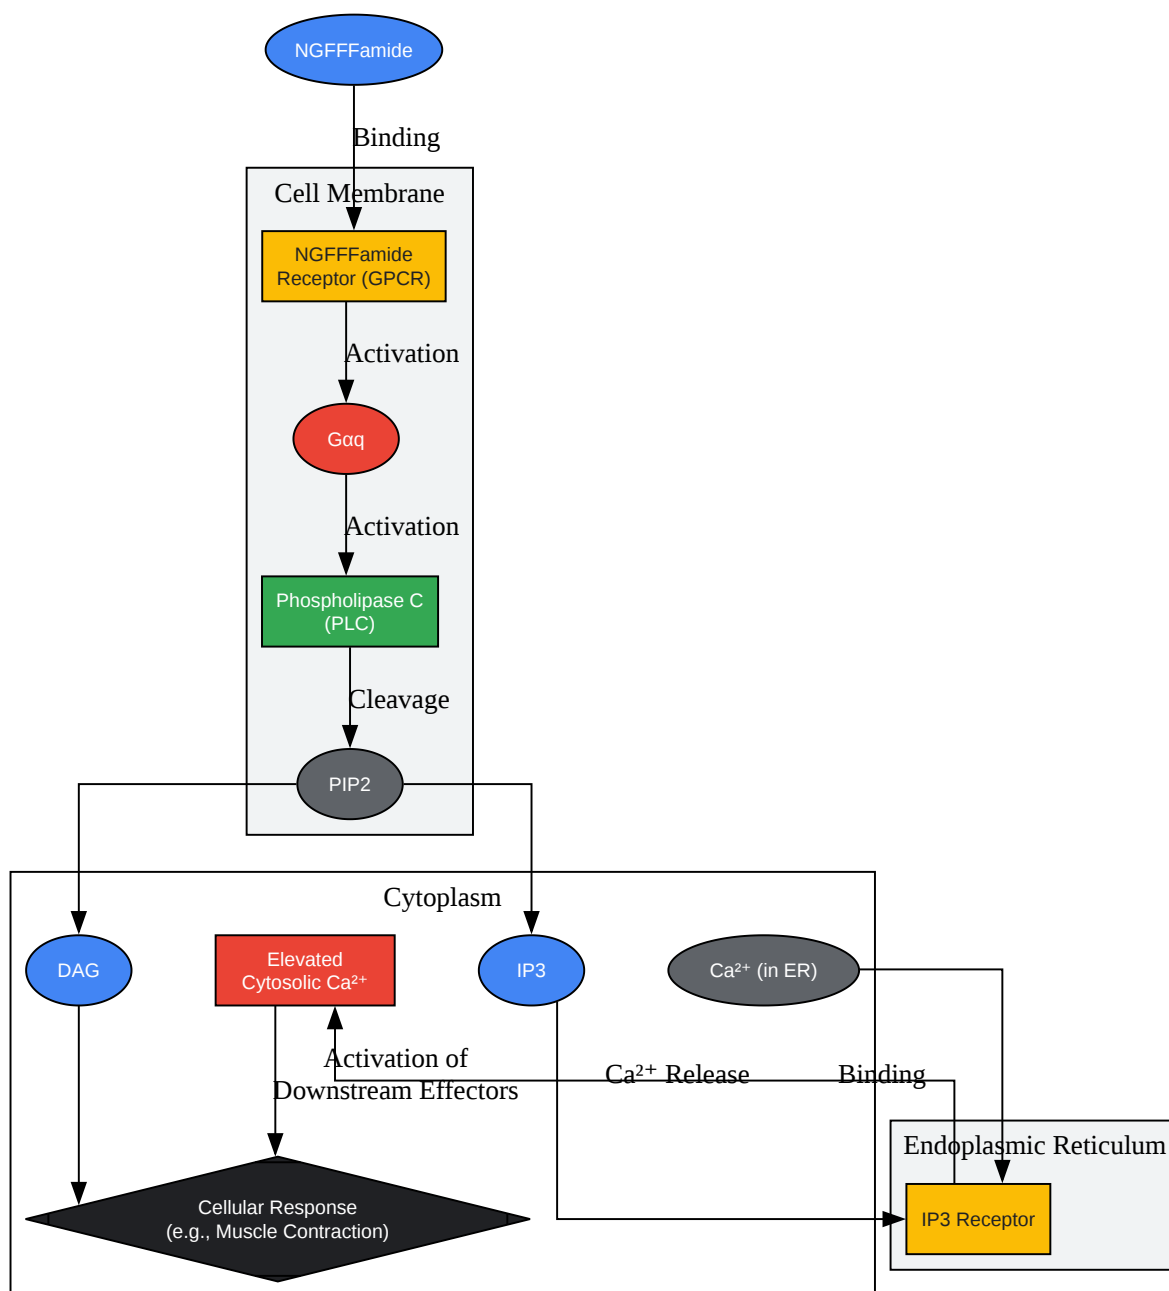 NGFFFamide
Binding
Cell Membrane
NGFFFamide
Receptor (GPCR)
Activation
Gαq
Activation
Phospholipase C
(PLC)
Cleavage
PIP2
Cytoplasm
DAG
Elevated
Cytosolic Ca²⁺
IP3
Ca²⁺ (in ER)
Activation of
Downstream Effectors
Ca²⁺ Release
Binding
Endoplasmic Reticulum
Cellular Response
(e.g., Muscle Contraction)
IP3 Receptor